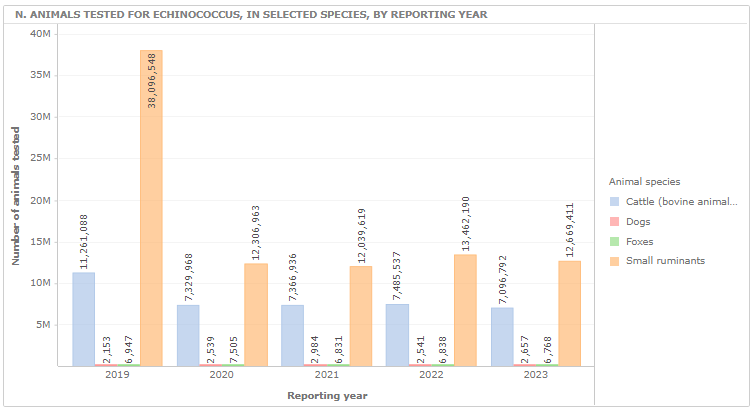 N. ANIMALS TESTED FOR ECHINOCOCCUS, IN SELECTED SPECIES, BY REPORTING YEAR
Number of animals tested
40M
35M
30M
25M
20M
15M
10M
5M
11,261,088
2,153
6,947
38,096,548
7,329,968
2,539
7,505
12,306,963
7,366,936
2,984
6,831
12,039,619
7,485,537
2,541
6,838
13,462,190
7,096,792
2,657
6,768
12,669,411
2019
2020
2021
2022
2023
Reporting year
Animal species
Cattle (bovine animal...
Dogs
Foxes
Small ruminants